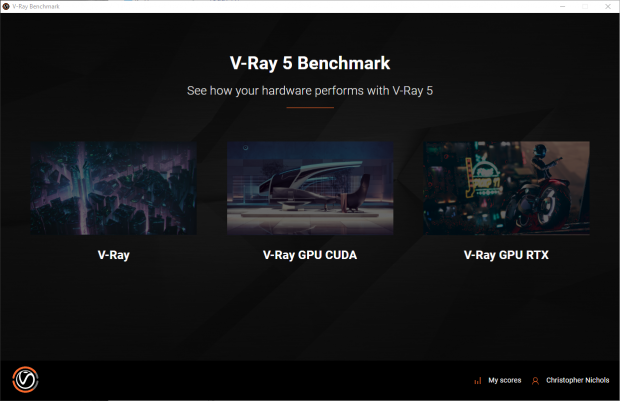 V-Ray Benchmark
V-Ray 5 Benchmark
See how your hardware performs with V-Ray 5
V-Ray
V-Ray GPU CUDA
V-Ray GPU RTX
My scores
Christopher Nichols